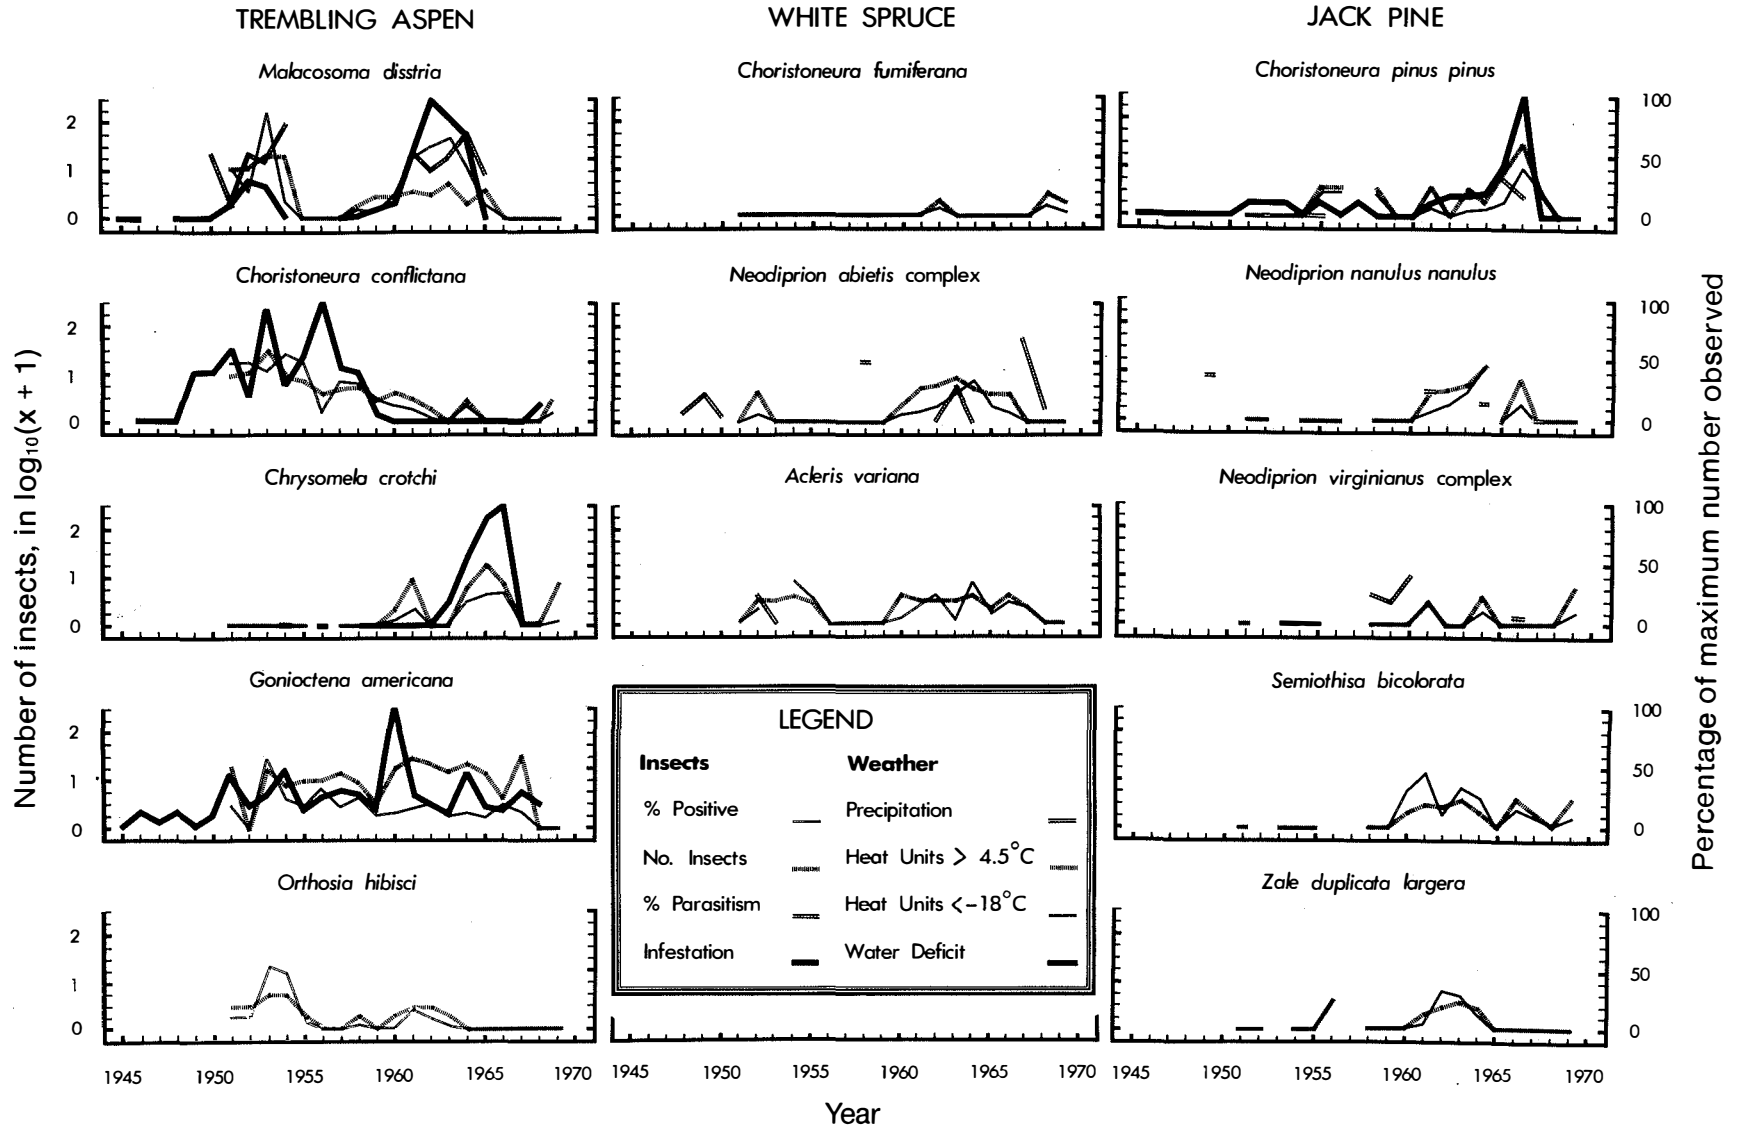 TREMBLING ASPEN WHITE SPRUCE JACK PINE
Malacosoma disstria Choristoneura fumiferana Choristoneura pinus pinus
2
1
0
100
50
0
Choristoneura conflictana Neodiprion abietis complex Neodiprion nanulus nanulus
2
1
0
100
50
0
Chrysomela crotchi Acleris variana Neodiprion virginianus complex
2
1
0
100
50
0
Gonioctena americana Semiothisa bicolorata
2
1
0
100
50
0
LEGEND
Insects Weather
% Positive Precipitation
No. Insects Heat Units > 4.5°C
% Parasitism Heat Units <-18°C
Infestation Water Deficit
Orthosia hibisci Zale duplicata largera
2
1
0
100
50
0
1945 1950 1955 1960 1965 1970 1945 1950 1955 1960 1965 1970 1945 1950 1955 1960 1965 1970
Year
Number of insects, in log₁₀(x + 1)
Percentage of maximum number observed